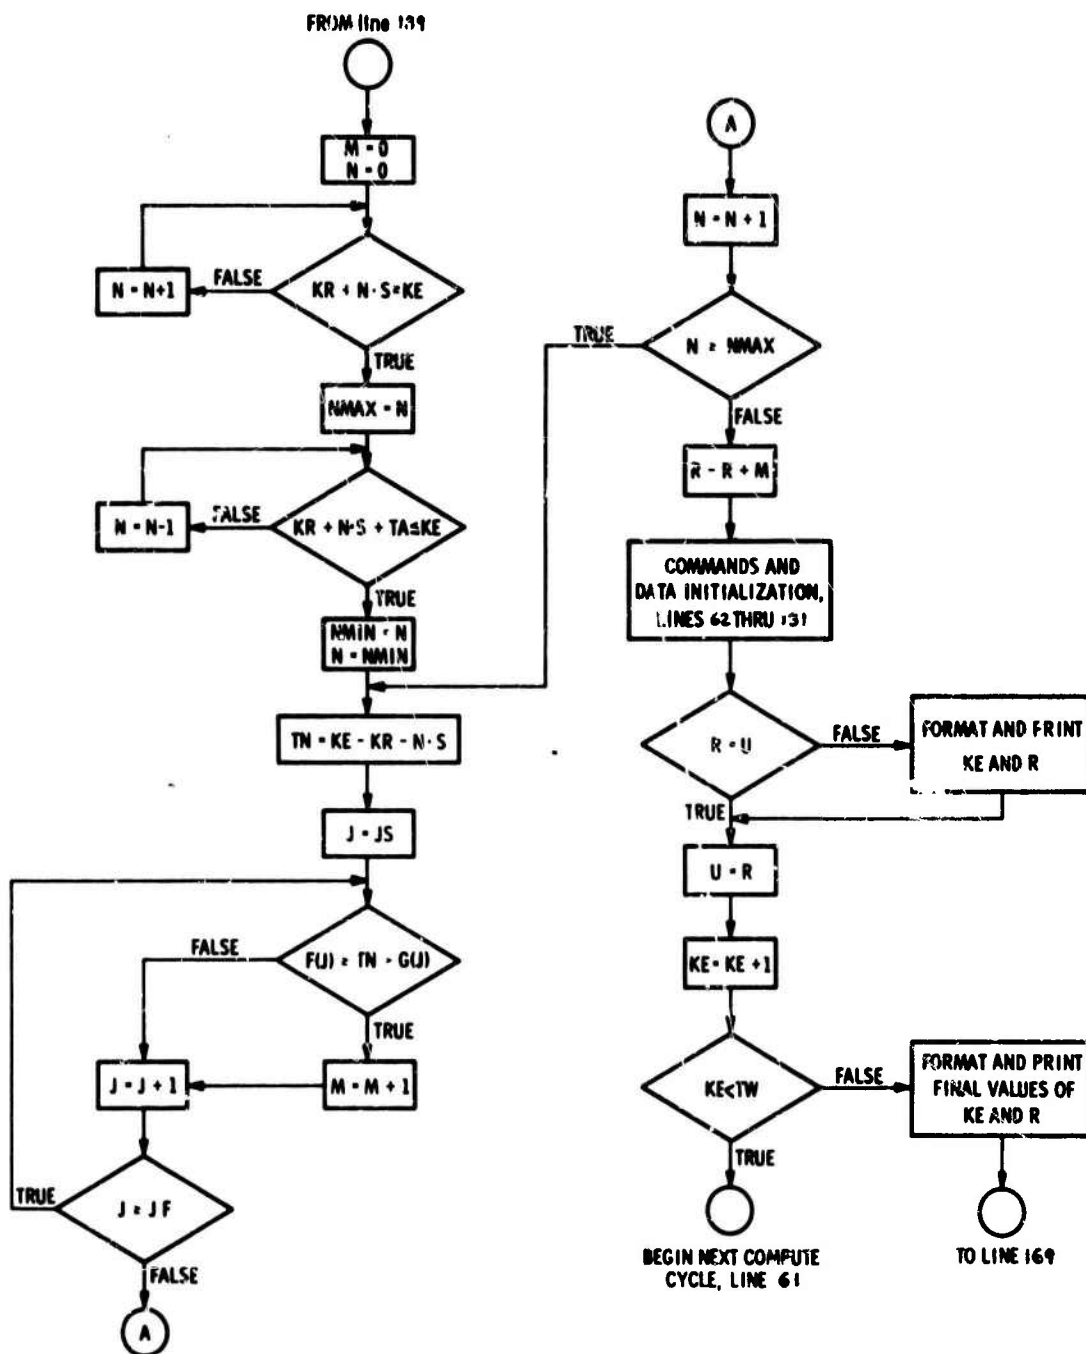 FROM line 139
M = 0
N = 0
KR + N · S ≥ KE
FALSE
N = N+1
TRUE
NMAX = N
KR + N·S + TA ≤ KE
FALSE
N = N-1
TRUE
NMIN = N
N = NMIN
TN = KE - KR - N · S
J = JS
F(J) ≥ TN > G(J)
FALSE
TRUE
J = J + 1
M = M + 1
J ≥ JF
TRUE
FALSE
A
A
N = N + 1
N ≥ NMAX
TRUE
FALSE
R = R + M
COMMANDS AND
DATA INITIALIZATION,
LINES 62 THRU 131
R = U
FALSE
FORMAT AND PRINT
KE AND R
TRUE
U = R
KE = KE + 1
KE<TW
FALSE
FORMAT AND PRINT
FINAL VALUES OF
KE AND R
TRUE
BEGIN NEXT COMPUTE
CYCLE, LINE 61
TO LINE 169